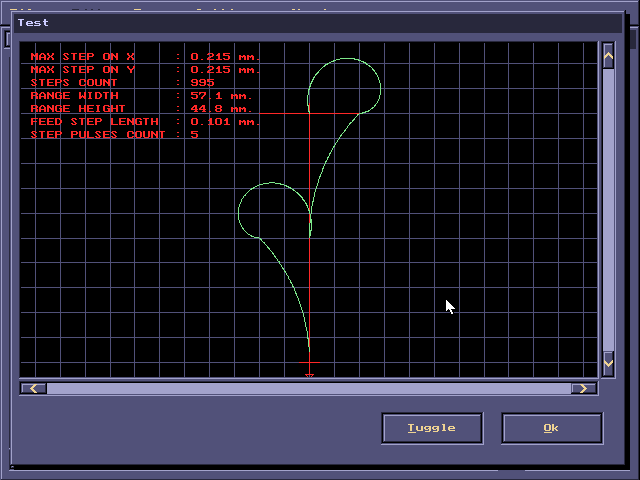 Test
MAX STEP ON X : 0.215 mm.
MAX STEP ON Y : 0.215 mm.
STEPS COUNT : 995
RANGE WIDTH : 57.1 mm.
RANGE HEIGHT : 44.8 mm.
FEED STEP LENGTH : 0.101 mm.
STEP PULSES COUNT : 5
Tuggle
Ok